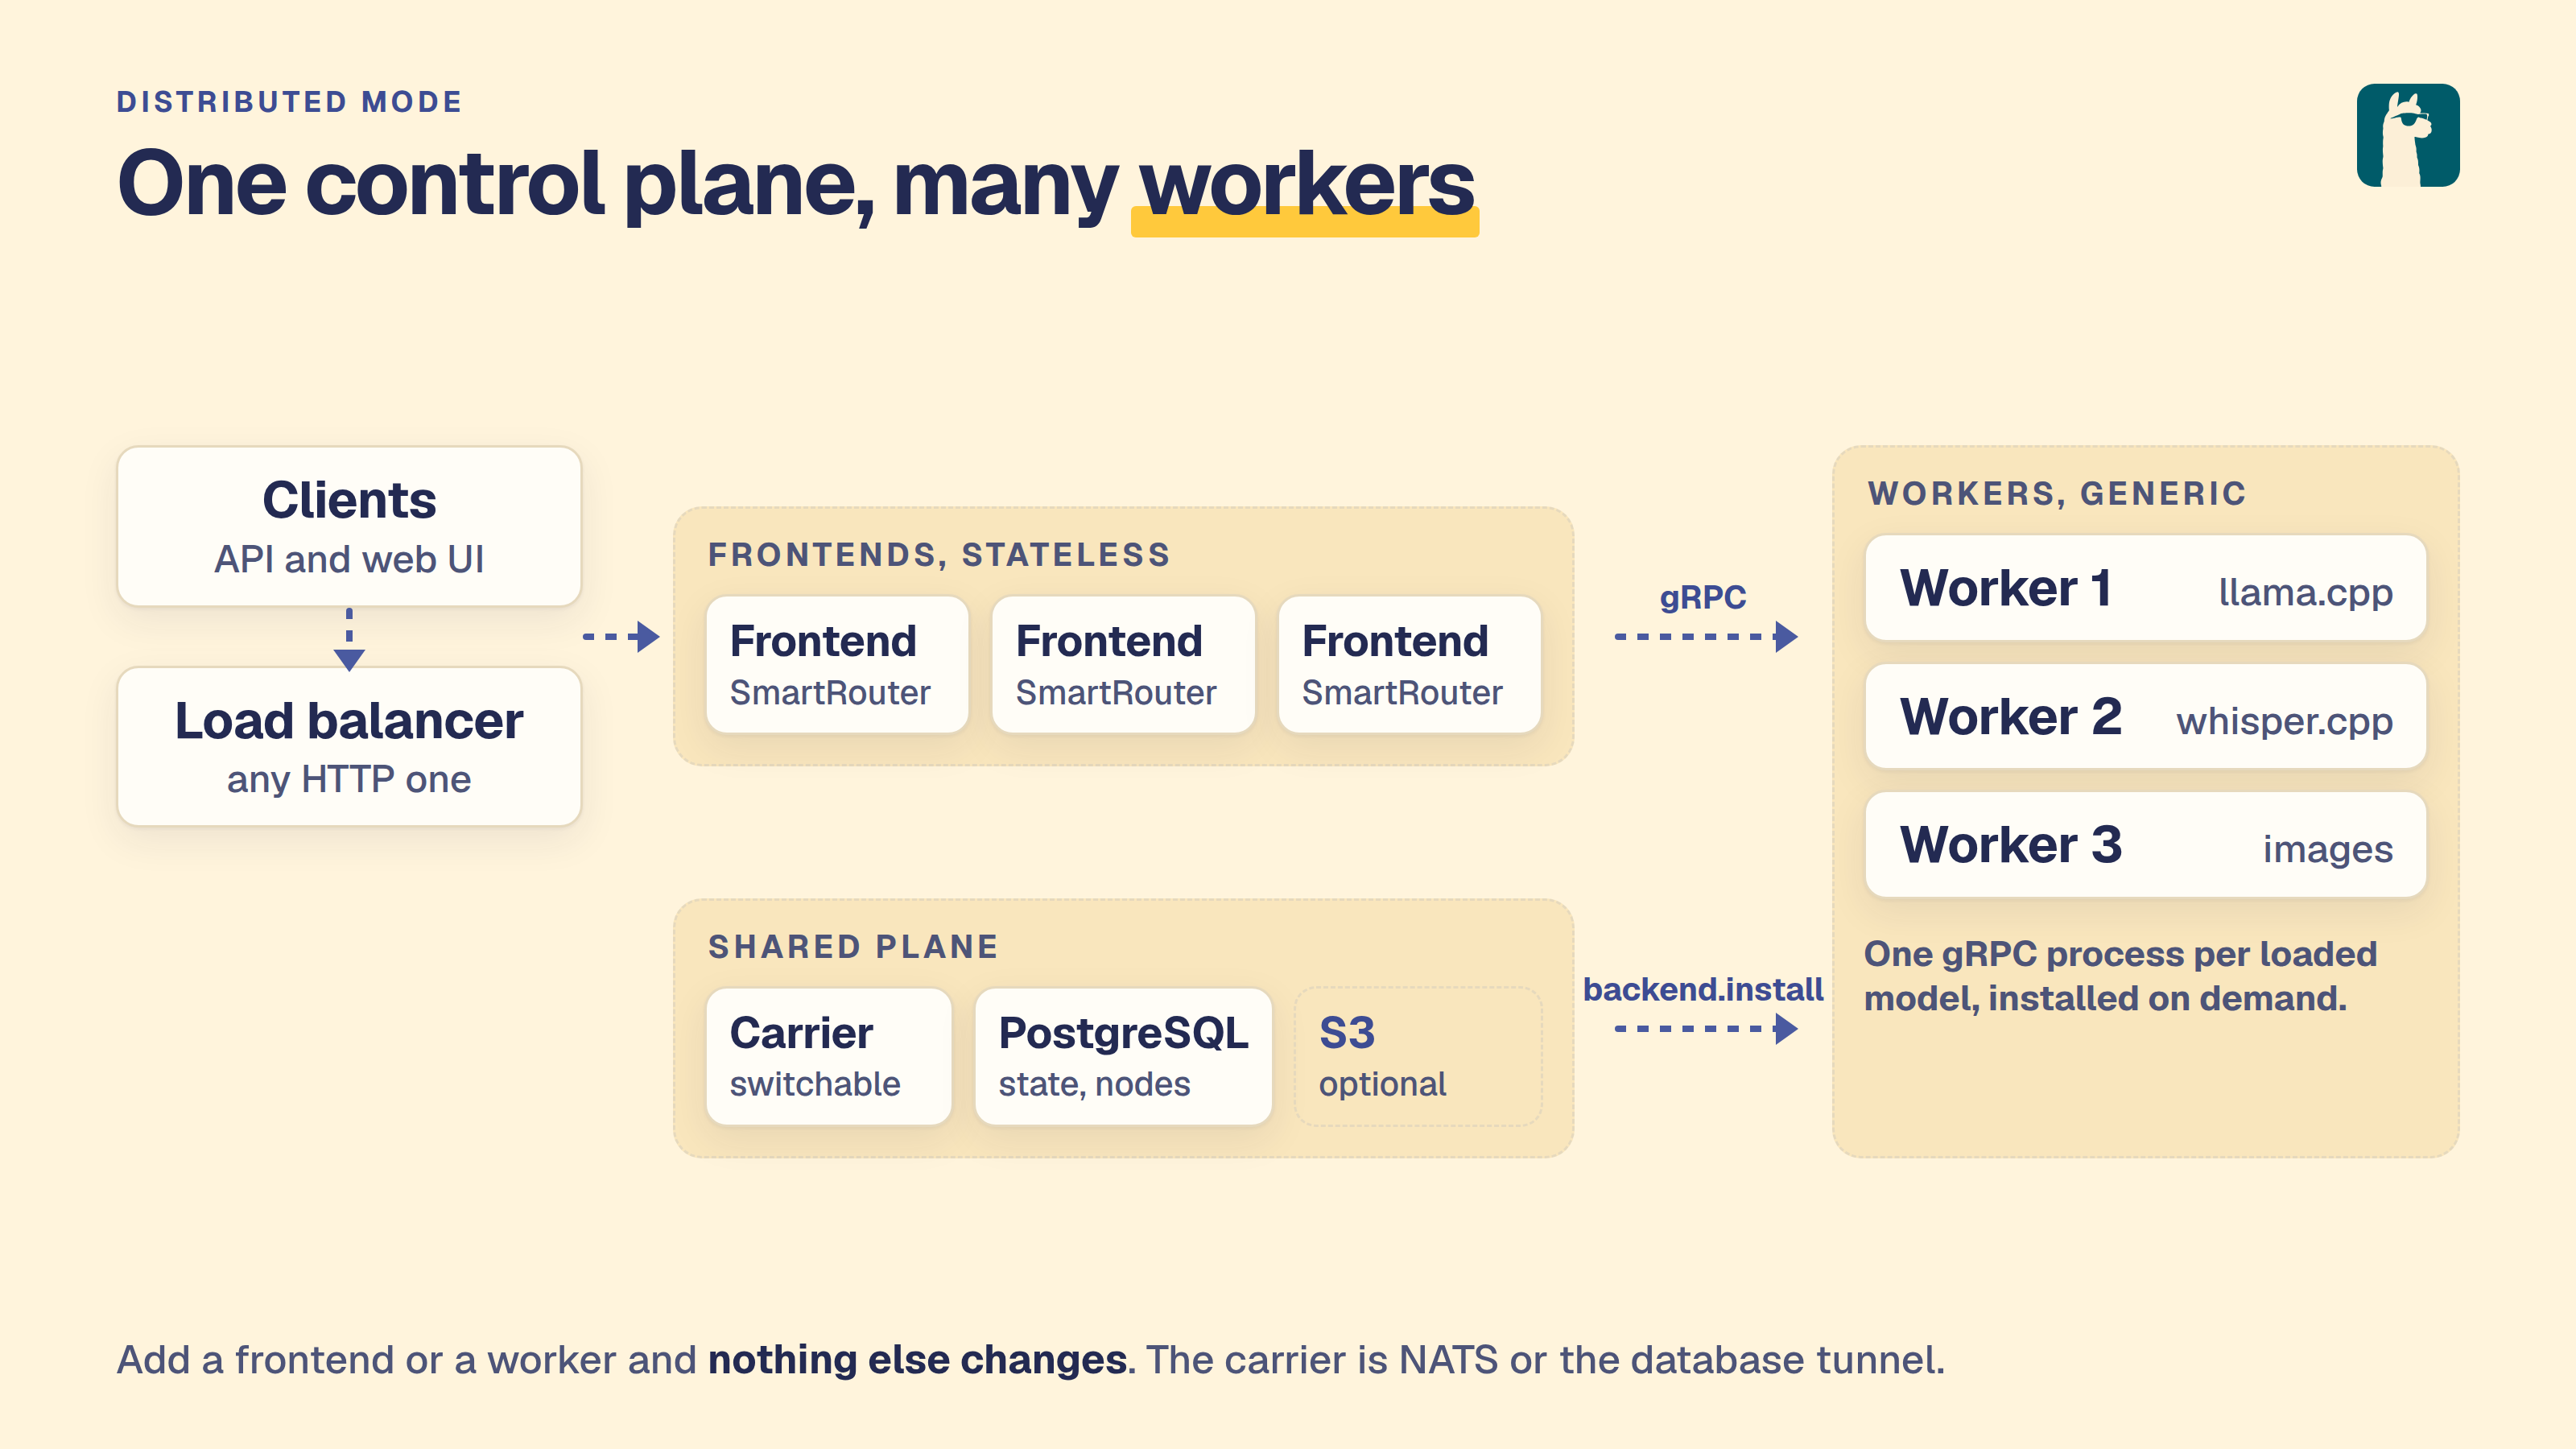 DISTRIBUTED MODE
One control plane, many workers
Clients
API and web UI
Load balancer
any HTTP one
FRONTENDS, STATELESS
Frontend
SmartRouter
Frontend
SmartRouter
Frontend
SmartRouter
SHARED PLANE
Carrier
switchable
PostgreSQL
state, nodes
S3
optional
gRPC
backend.install
WORKERS, GENERIC
Worker 1 llama.cpp
Worker 2 whisper.cpp
Worker 3 images
One gRPC process per loaded
model, installed on demand.
Add a frontend or a worker and nothing else changes. The carrier is NATS or the database tunnel.